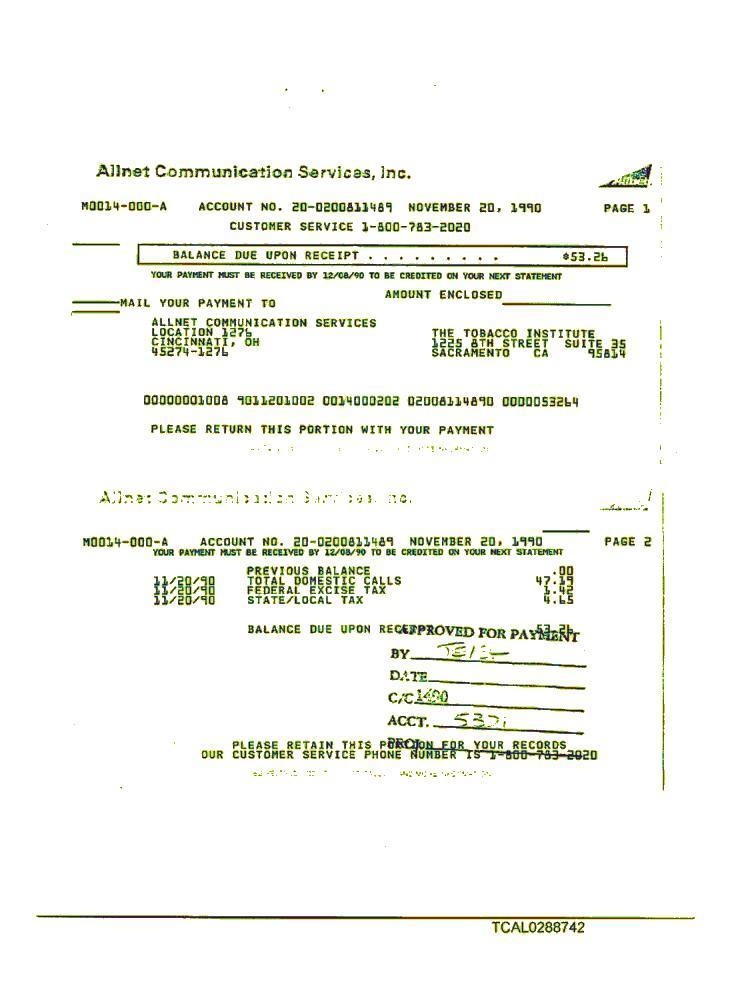 Allnet Communication Services, Inc.
Allnet
M0014-000-A ACCOUNT NO. 20-0200811489 NOVEMBER 20, 1990 PAGE 1
CUSTOMER SERVICE 1-800-783-2020
BALANCE DUE UPON RECEIPT . . . . . . . . . $53.26
YOUR PAYMENT MUST BE RECEIVED BY 12/08/90 TO BE CREDITED ON YOUR NEXT STATEMENT
AMOUNT ENCLOSED
MAIL YOUR PAYMENT TO
ALLNET COMMUNICATION SERVICES
LOCATION 1276
CINCINNATI, OH
45274-1276
THE TOBACCO INSTITUTE
1225 8TH STREET SUITE 35
SACRAMENTO CA 95814
00000001008 9011201002 0014000202 02008114890 0000053264
PLEASE RETURN THIS PORTION WITH YOUR PAYMENT
Allnet Communication Services, Inc.
M0014-000-A ACCOUNT NO. 20-0200811489 NOVEMBER 20, 1990 PAGE 2
YOUR PAYMENT MUST BE RECEIVED BY 12/08/90 TO BE CREDITED ON YOUR NEXT STATEMENT
PREVIOUS BALANCE .00
11/20/90 TOTAL DOMESTIC CALLS 47.19
11/20/90 FEDERAL EXCISE TAX 1.42
11/20/90 STATE/LOCAL TAX 4.65
BALANCE DUE UPON RECEIPT 53.26
APPROVED FOR PAYMENT
BY
DATE
C/C 1490
ACCT.
PLEASE RETAIN THIS PORTION FOR YOUR RECORDS
OUR CUSTOMER SERVICE PHONE NUMBER IS 1-800-783-2020
TCAL0288742